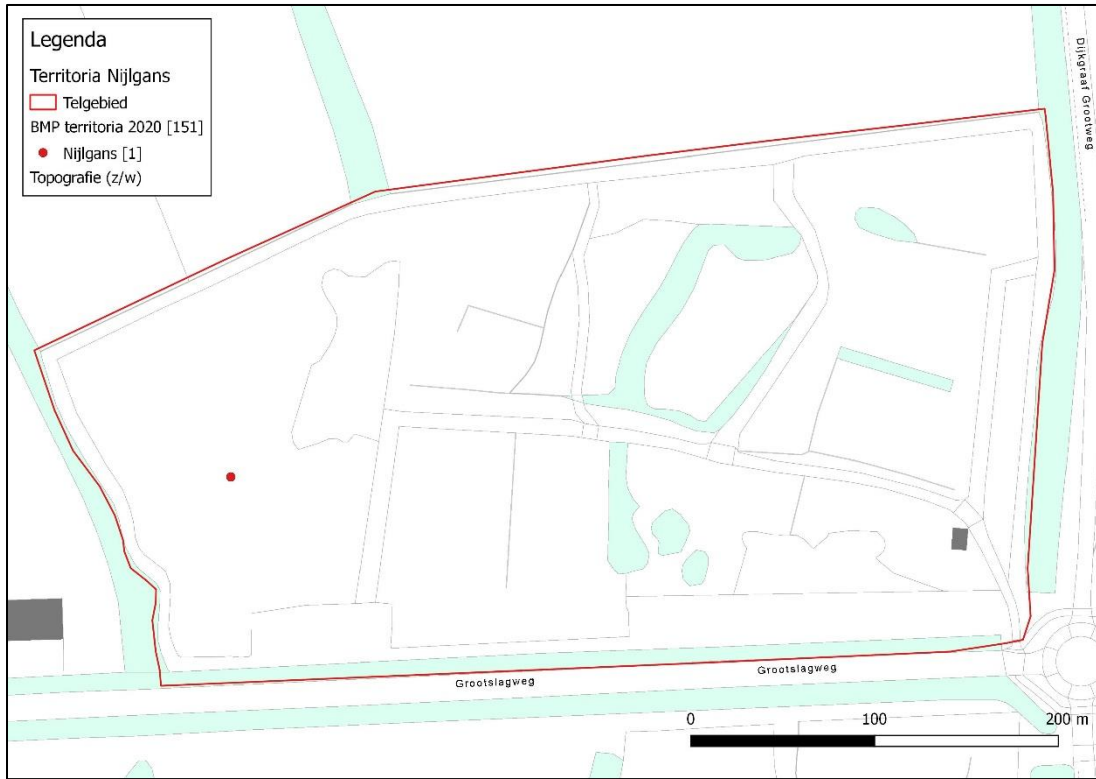 Legenda
Territoria Nijlgans
Telgebied
BMP territoria 2020 [151]
Nijlgans [1]
Topografie (z/w)
Dijkgraaf Grootweg
Grootslagweg
Grootslagweg
0 100 200 m